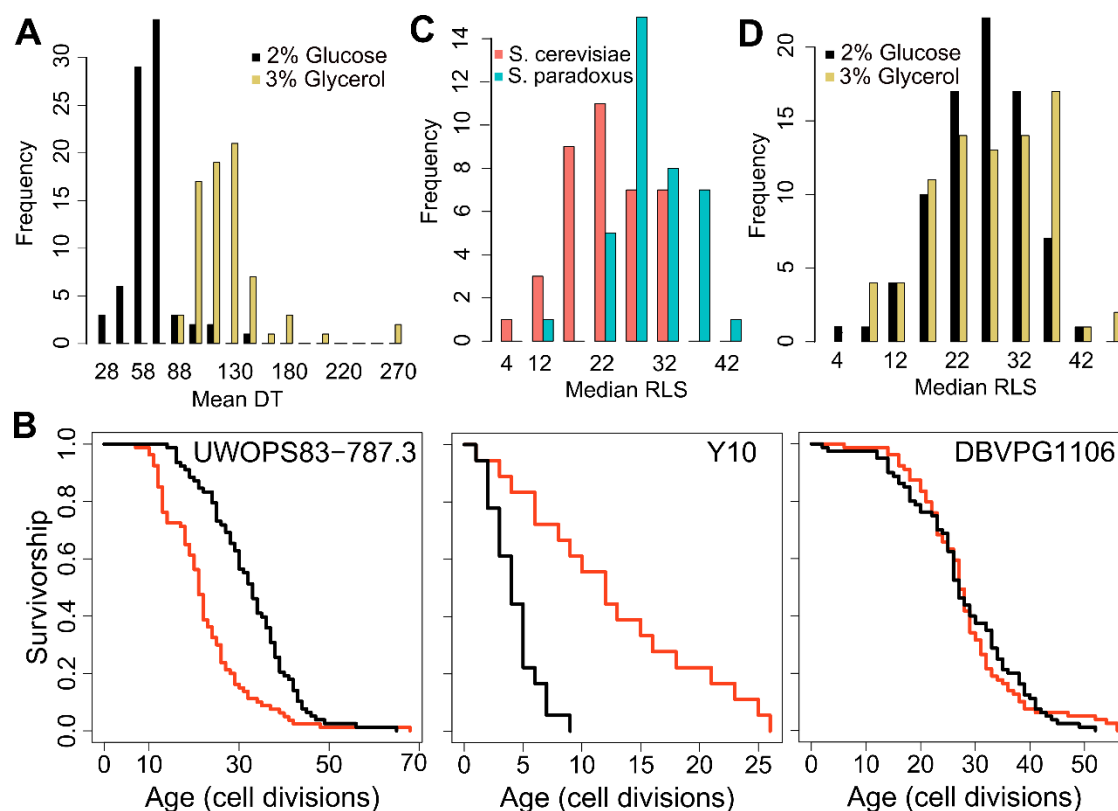 A
2% Glucose
3% Glycerol
Frequency
0 5 10 15 20 25 30
28 58 88 130 180 220 270
Mean DT
C
S. cerevisiae
S. paradoxus
Frequency
0 2 4 6 8 10 12 14
4 12 22 32 42
Median RLS
D
2% Glucose
3% Glycerol
Frequency
0 5 10 15 20
4 12 22 32 42
Median RLS
B
Survivorship
0.0 0.2 0.4 0.6 0.8 1.0
UWOPS83−787.3
0 10 30 50 70
Age (cell divisions)
Y10
0 5 10 15 20 25
Age (cell divisions)
DBVPG1106
0 10 20 30 40 50
Age (cell divisions)